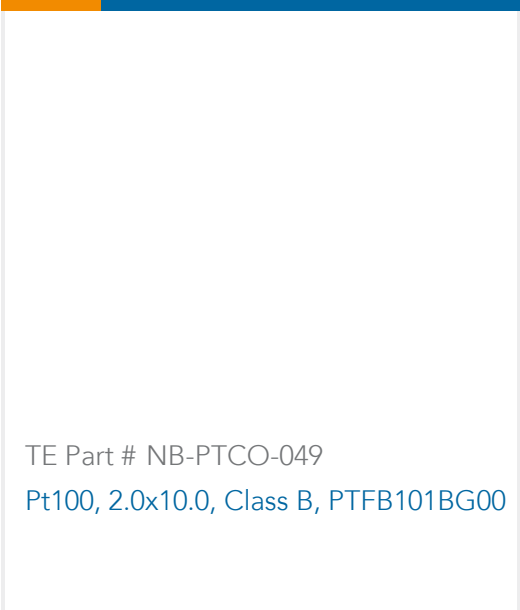 TE Part # NB-PTCO-049
Pt100, 2.0x10.0, Class B, PTFB101BG00